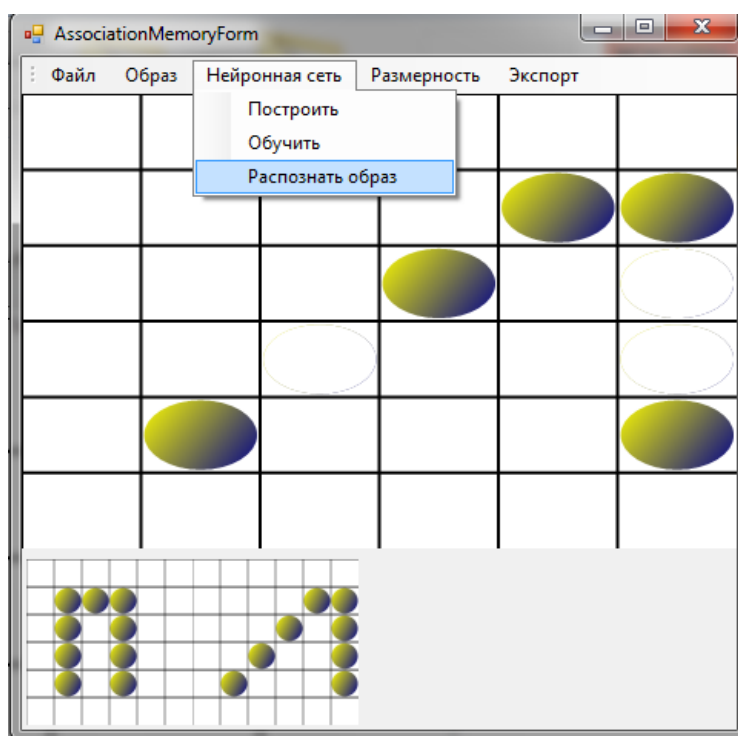 AssociationMemoryForm
Файл Образ Нейронная сеть Размерность Экспорт
Построить
Обучить
Распознать образ